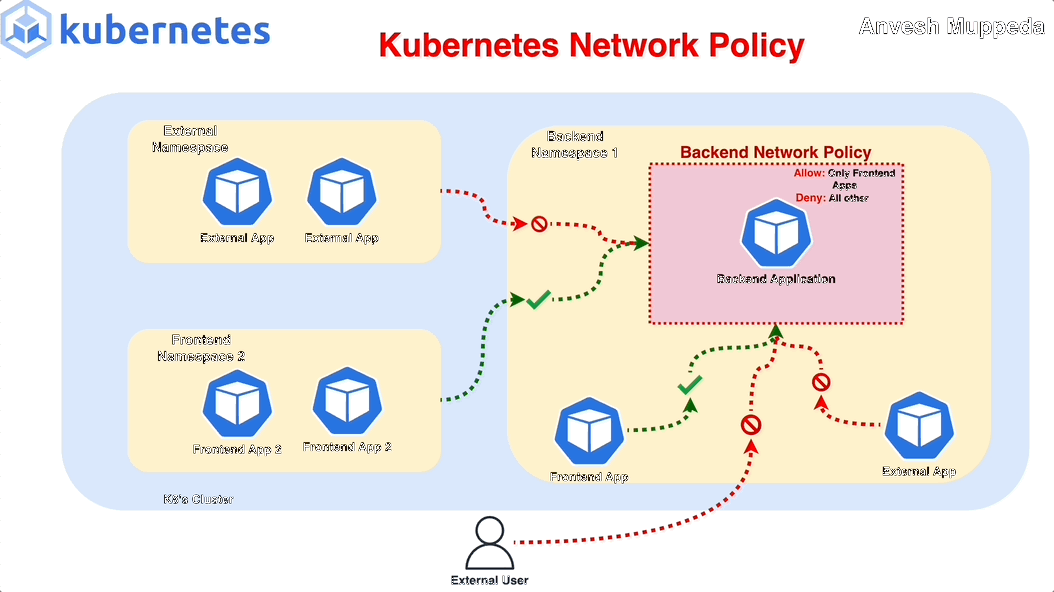 kubernetes
Anvesh Muppeda
Kubernetes Network Policy
External
Namespace
External App
External App
Backend
Namespace 1
Backend Network Policy
Allow: Only Frontend
Apps
Deny: All other
Backend Application
Frontend
Namespace 2
Frontend App 2
Frontend App 2
Frontend App
External App
K8's Cluster
External User